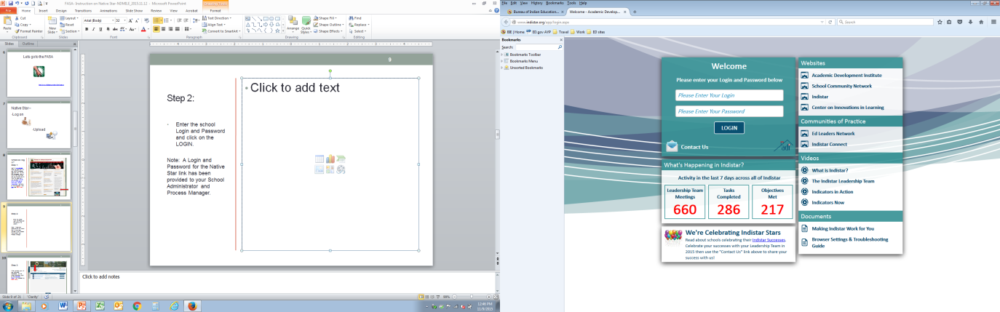 FASA- Instruction on Native Star-NDMBLE_2015.11.12 - Microsoft PowerPoint
File Home Insert Design Transitions Animations Slide Show Review View Acrobat Format
Cut
Copy
Format Painter
Clipboard
New Slide
Layout
Reset
Section
Slides
Arial (Body) 32
Font
Text Direction
Align Text
Convert to SmartArt
Paragraph
Arrange
Quick Styles
Shape Fill
Shape Outline
Shape Effects
Drawing
Find
Replace
Select
Editing
Slides Outline
6
Lets go to the FASA
7
Native Star--
-Log on
-Upload
8
9
10
9
Step 2:
Enter the school
Login and Password
and click on the
LOGIN.
Note: A Login and
Password for the Native
Star link has been
provided to your School
Administrator and
Process Manager.
• Click to add text
Click to add notes
Slide 9 of 21 "Clarity" 99%
12:46 PM
11/9/2015
File Edit View History Bookmarks Tools Help
Bureau of Indian Education... Welcome - Academic Develop...
www.indistar.org/app/login.aspx
Search
BIE | Home ED.gov AYP Travel Work ED sites
Bookmarks
Search:
Bookmarks Toolbar
Bookmarks Menu
Unsorted Bookmarks
Welcome
Please enter your Login and Password below
Please Enter Your Login
Please Enter Your Password
LOGIN
Contact Us
adi
What's Happening in Indistar?
Activity in the last 7 days across all of Indistar
Leadership Team Meetings
660
Tasks Completed
286
Objectives Met
217
We're Celebrating Indistar Stars
Read about schools celebrating their Indistar Successes.
Celebrate your successes with your Leadership Team in
2015 then use the "Contact Us" link above to share your
success with us!
Websites
Academic Development Institute
School Community Network
Indistar
Center on Innovations in Learning
Communities of Practice
Ed Leaders Network
Indistar Connect
Videos
What is Indistar?
The Indistar Leadership Team
Indicators in Action
Indicators Now
Documents
Making Indistar Work for You
Browser Settings & Troubleshooting
Guide